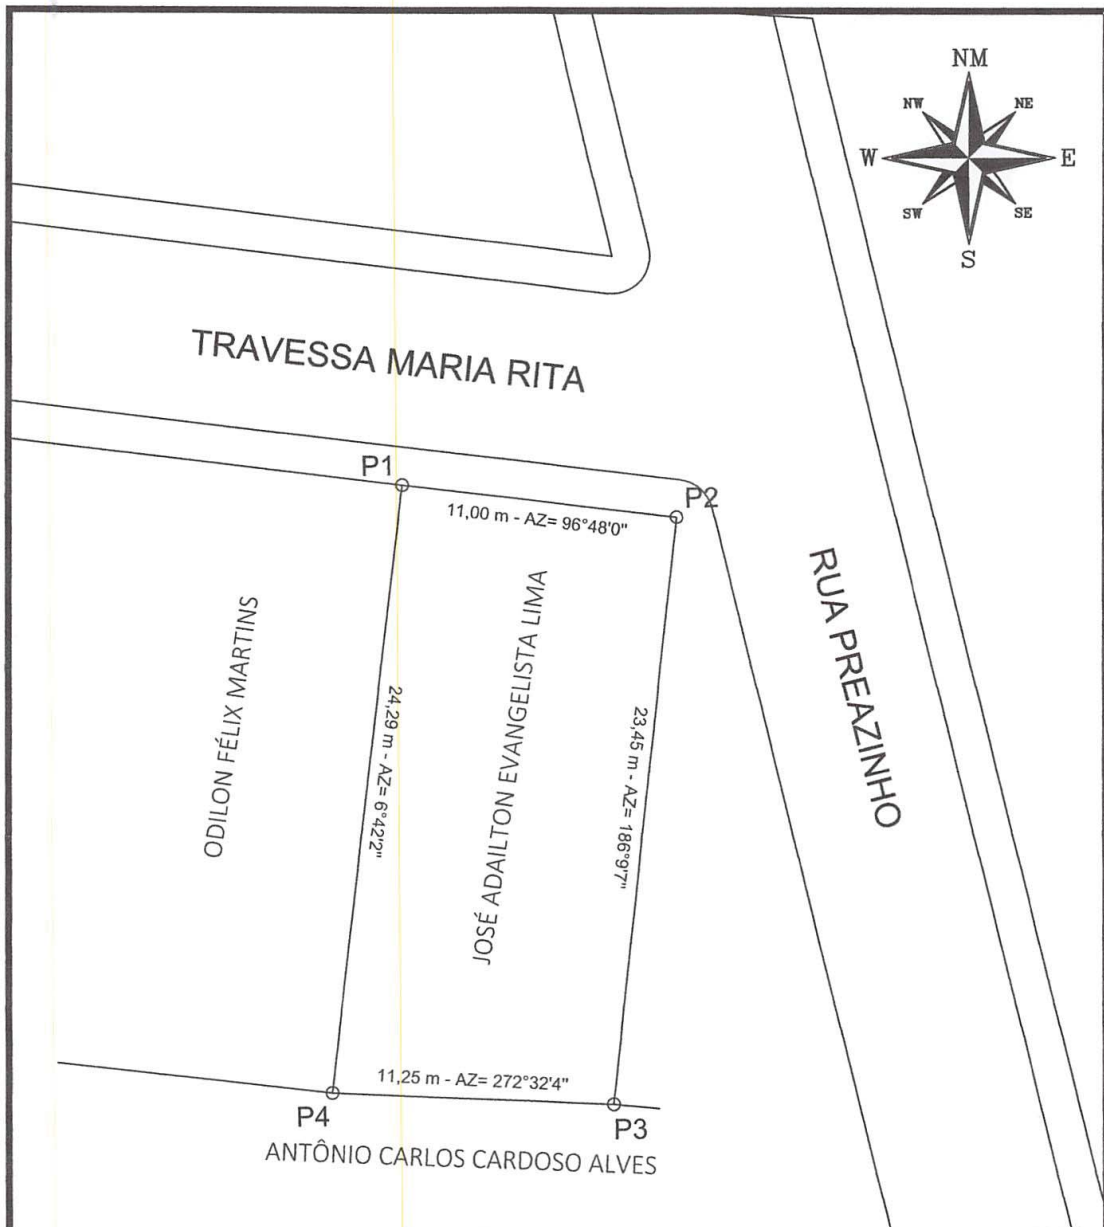 NM
NW
NE
W
E
SW
SE
S
TRAVESSA MARIA RITA
P1
P2
11,00 m - AZ= 96°48'0"
RUA PREAZINHO
ODILON FÉLIX MARTINS
24,29 m - AZ= 6°42'2"
JOSÉ ADAILTON EVANGELISTA LIMA
23,45 m - AZ= 186°9'7"
11,25 m - AZ= 272°32'4"
P4
P3
ANTÔNIO CARLOS CARDOSO ALVES